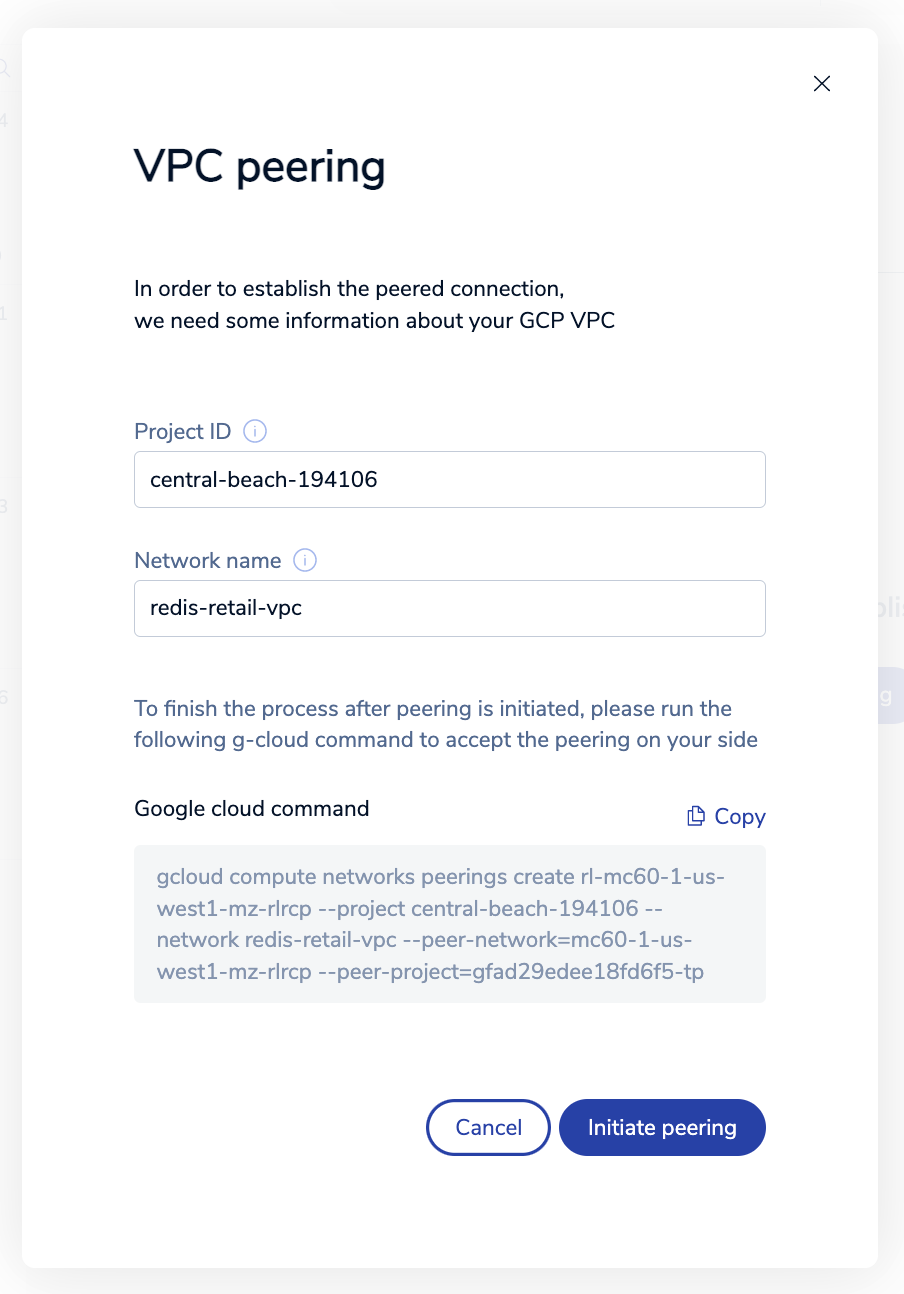 VPC peering
In order to establish the peered connection,
we need some information about your GCP VPC
Project ID
central-beach-194106
Network name
redis-retail-vpc
To finish the process after peering is initiated, please run the
following g-cloud command to accept the peering on your side
Google cloud command
Copy
gcloud compute networks peerings create rl-mc60-1-us-
west1-mz-rlrcp --project central-beach-194106 --
network redis-retail-vpc --peer-network=mc60-1-us-
west1-mz-rlrcp --peer-project=gfad29edee18fd6f5-tp
Cancel
Initiate peering